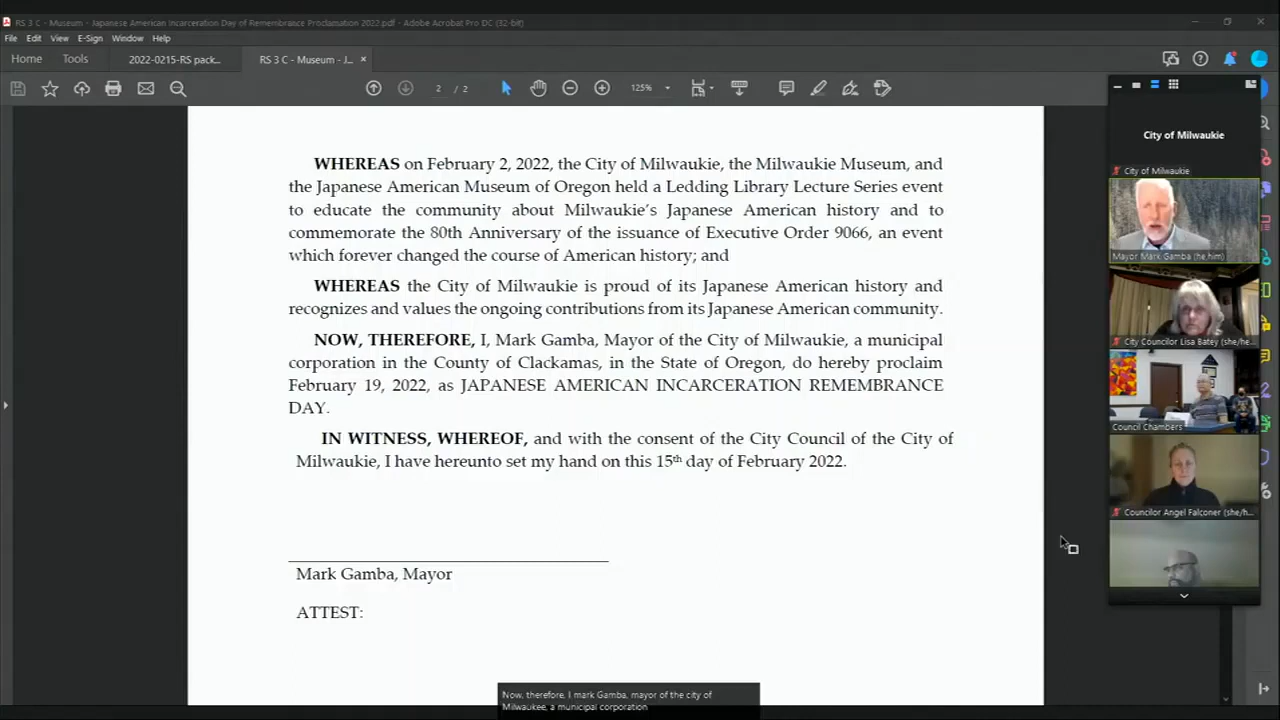 RS 3 C - Museum - Japanese American Incarceration Day of Remembrance Proclamation 2022.pdf - Adobe Acrobat Pro DC (32-bit)
File Edit View E-Sign Window Help
Home Tools 2022-0215-RS pack... RS 3 C - Museum - J... ×
2 / 2 125%
WHEREAS on February 2, 2022, the City of Milwaukie, the Milwaukie Museum, and
the Japanese American Museum of Oregon held a Ledding Library Lecture Series event
to educate the community about Milwaukie's Japanese American history and to
commemorate the 80th Anniversary of the issuance of Executive Order 9066, an event
which forever changed the course of American history; and
WHEREAS the City of Milwaukie is proud of its Japanese American history and
recognizes and values the ongoing contributions from its Japanese American community.
NOW, THEREFORE, I, Mark Gamba, Mayor of the City of Milwaukie, a municipal
corporation in the County of Clackamas, in the State of Oregon, do hereby proclaim
February 19, 2022, as JAPANESE AMERICAN INCARCERATION REMEMBRANCE
DAY.
IN WITNESS, WHEREOF, and with the consent of the City Council of the City of
Milwaukie, I have hereunto set my hand on this 15th day of February 2022.
Mark Gamba, Mayor
ATTEST:
City of Milwaukie
City of Milwaukie
Mayor Mark Gamba (he,him)
City Councilor Lisa Batey (she/he...
Council Chambers
Councilor Angel Falconer (she/h...
Now, therefore, I mark Gamba, mayor of the city of
Milwaukee, a municipal corporation